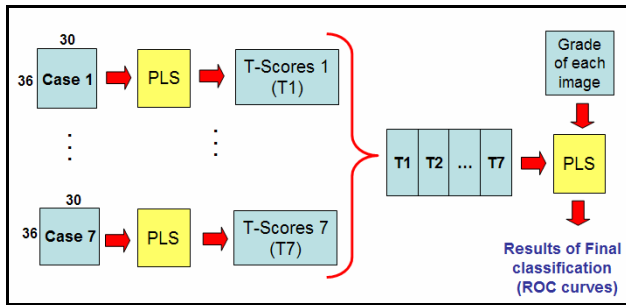 30
36
Case 1
PLS
T-Scores 1
(T1)
30
36
Case 7
PLS
T-Scores 7
(T7)
T1 T2 ... T7
Grade
of each
image
PLS
Results of Final
classification
(ROC curves)